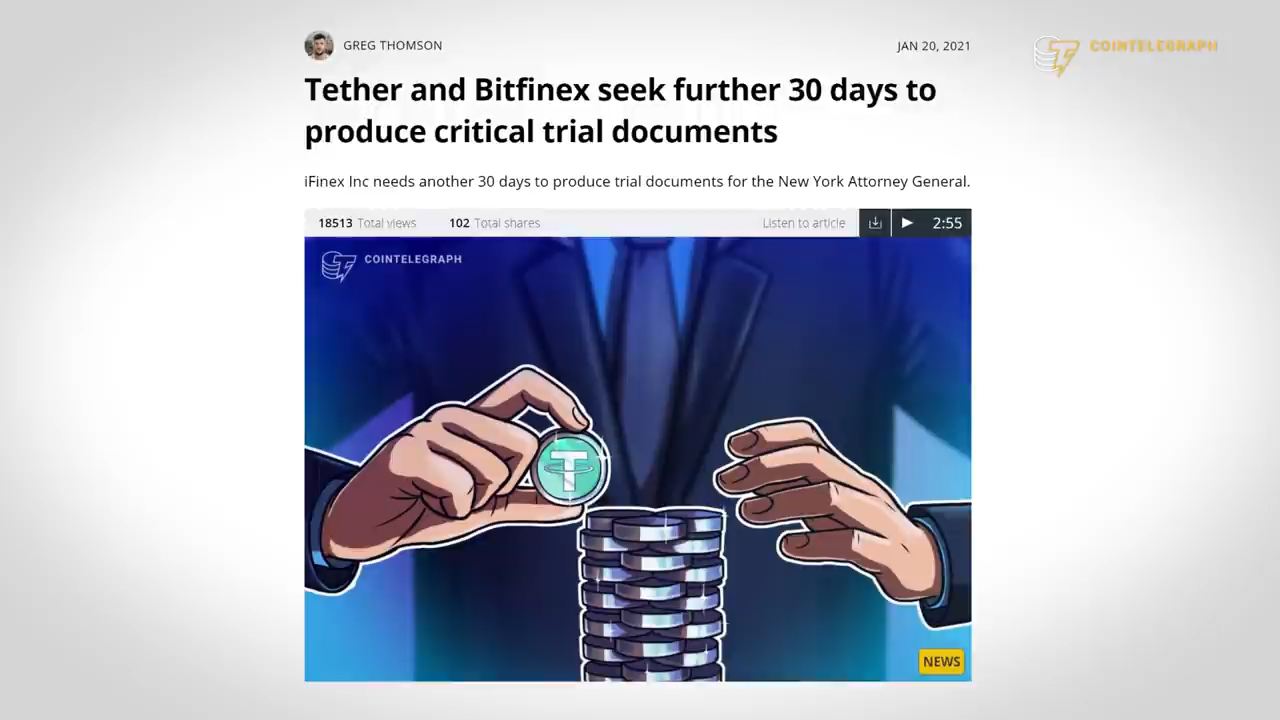 GREG THOMSON
JAN 20, 2021
COINTELEGRAPH
Tether and Bitfinex seek further 30 days to
produce critical trial documents
iFinex Inc needs another 30 days to produce trial documents for the New York Attorney General.
18513 Total views
102 Total shares
Listen to article
2:55
COINTELEGRAPH
T
NEWS